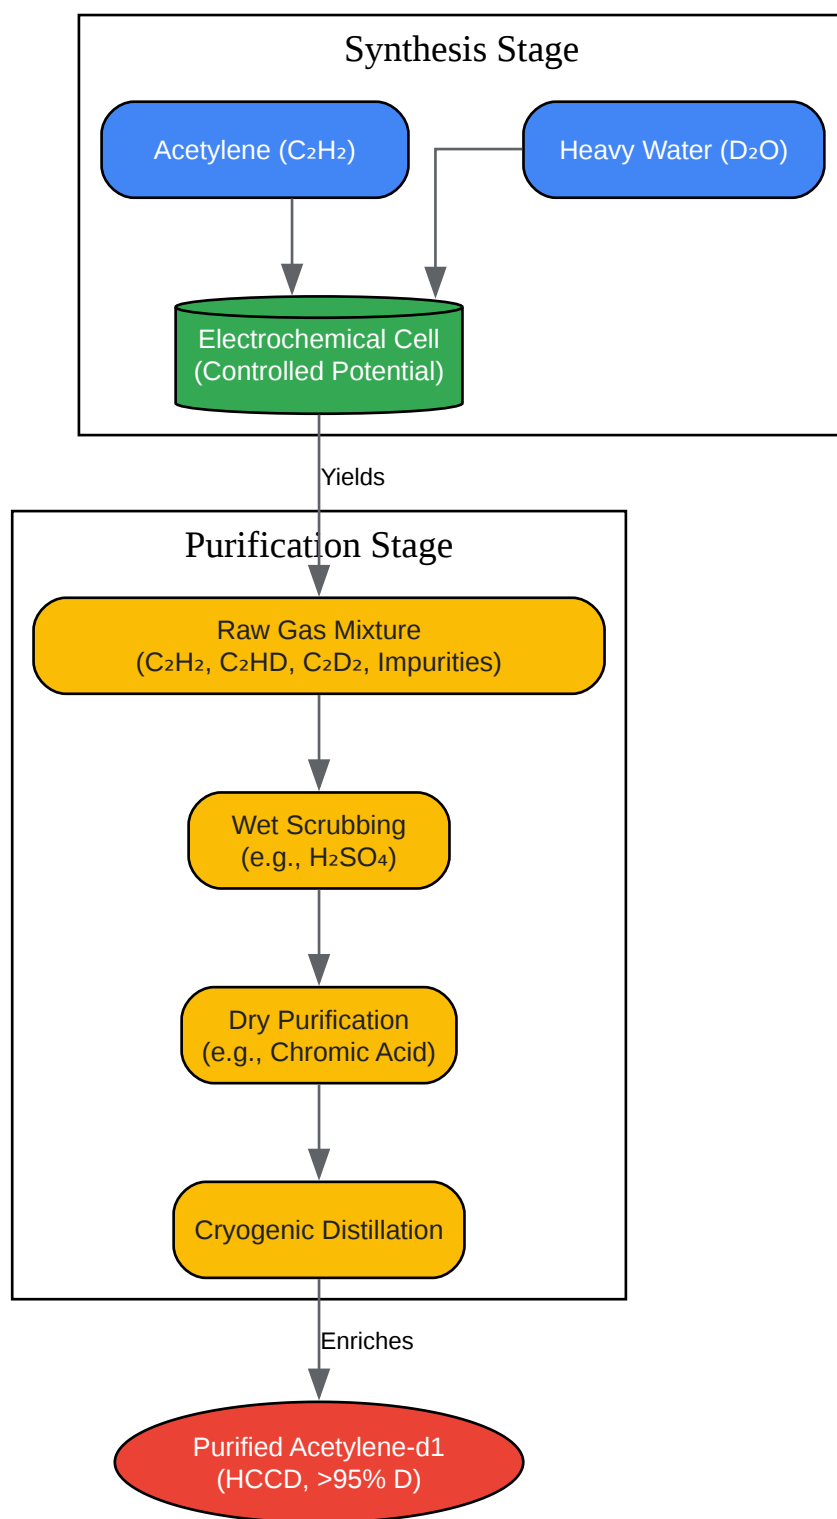 Synthesis Stage
Acetylene (C₂H₂)
Heavy Water (D₂O)
Electrochemical Cell
(Controlled Potential)
Yields
Purification Stage
Raw Gas Mixture
(C₂H₂, C₂HD, C₂D₂, Impurities)
Wet Scrubbing
(e.g., H₂SO₄)
Dry Purification
(e.g., Chromic Acid)
Cryogenic Distillation
Enriches
Purified Acetylene-d1
(HCCD, >95% D)